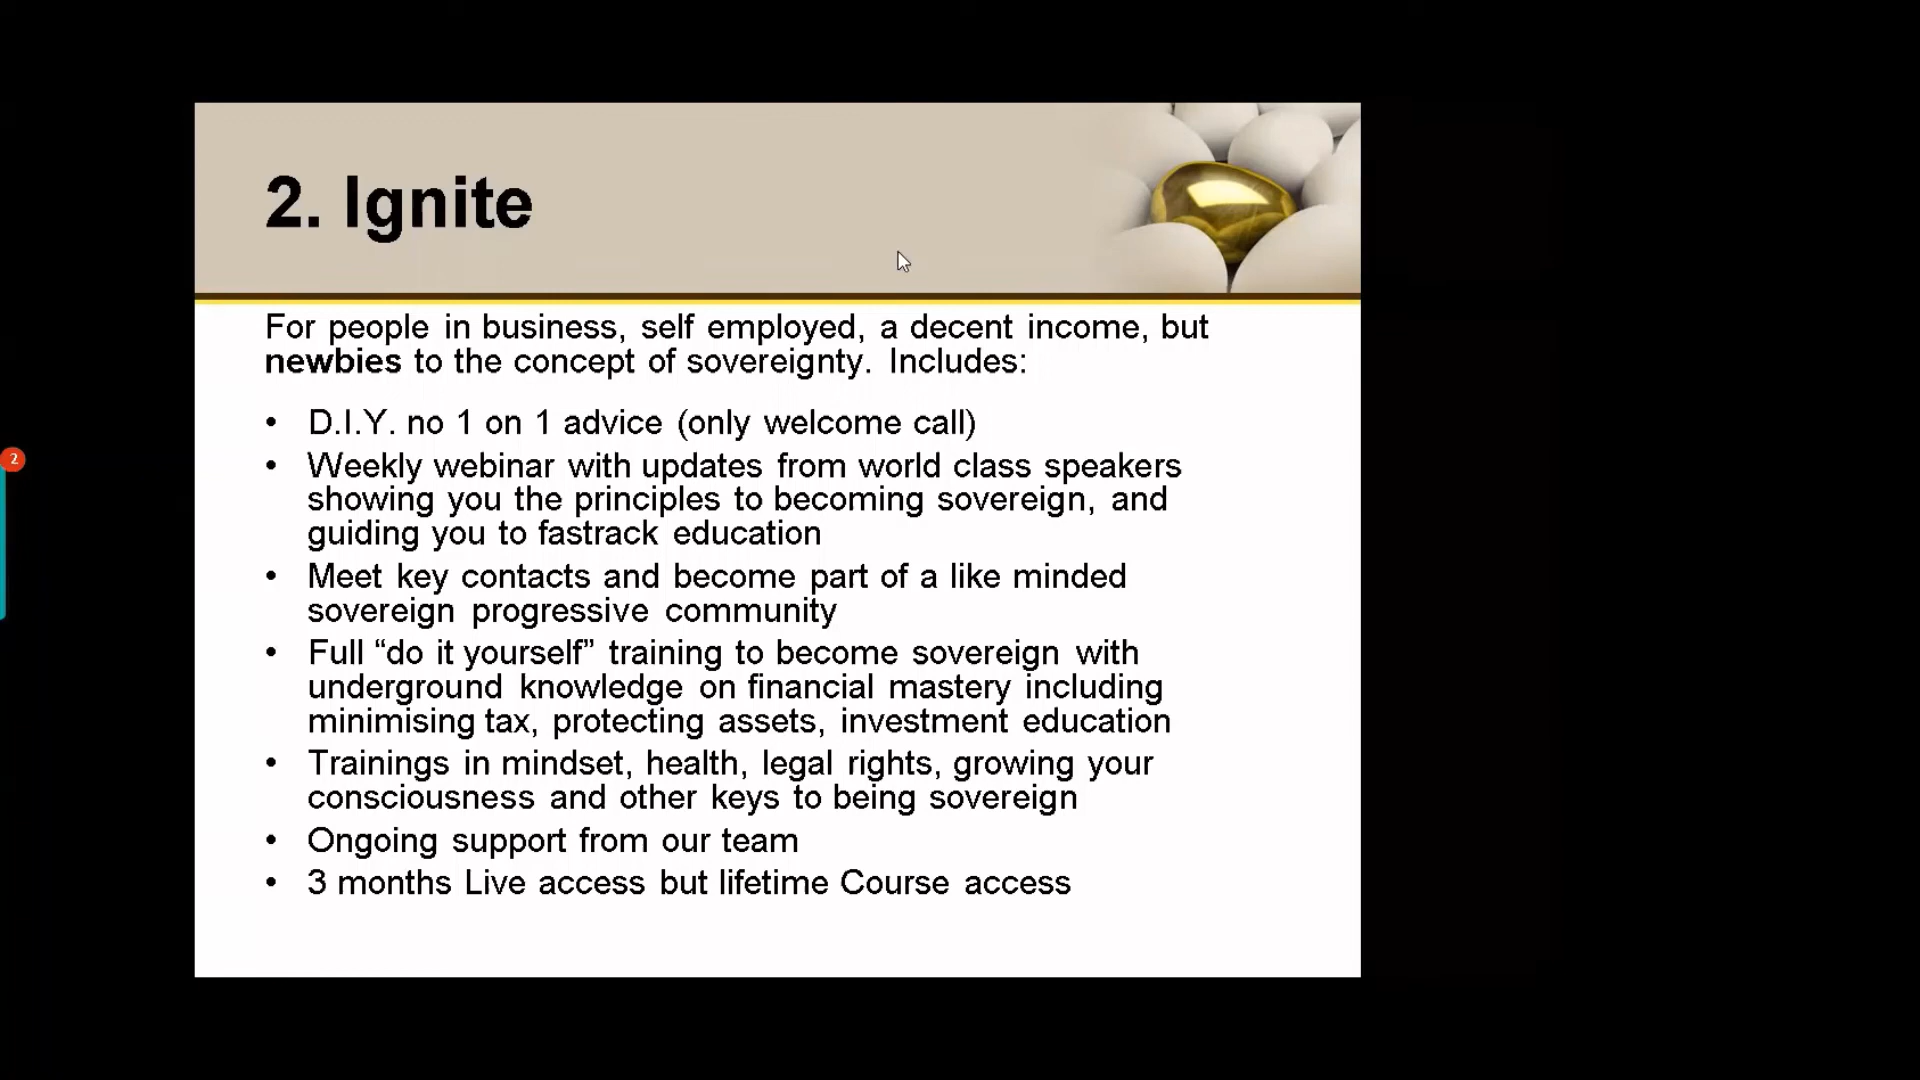 2. Ignite
For people in business, self employed, a decent income, but
newbies to the concept of sovereignty. Includes:
• D.I.Y. no 1 on 1 advice (only welcome call)
• Weekly webinar with updates from world class speakers
showing you the principles to becoming sovereign, and
guiding you to fastrack education
• Meet key contacts and become part of a like minded
sovereign progressive community
• Full “do it yourself” training to become sovereign with
underground knowledge on financial mastery including
minimising tax, protecting assets, investment education
• Trainings in mindset, health, legal rights, growing your
consciousness and other keys to being sovereign
• Ongoing support from our team
• 3 months Live access but lifetime Course access
2